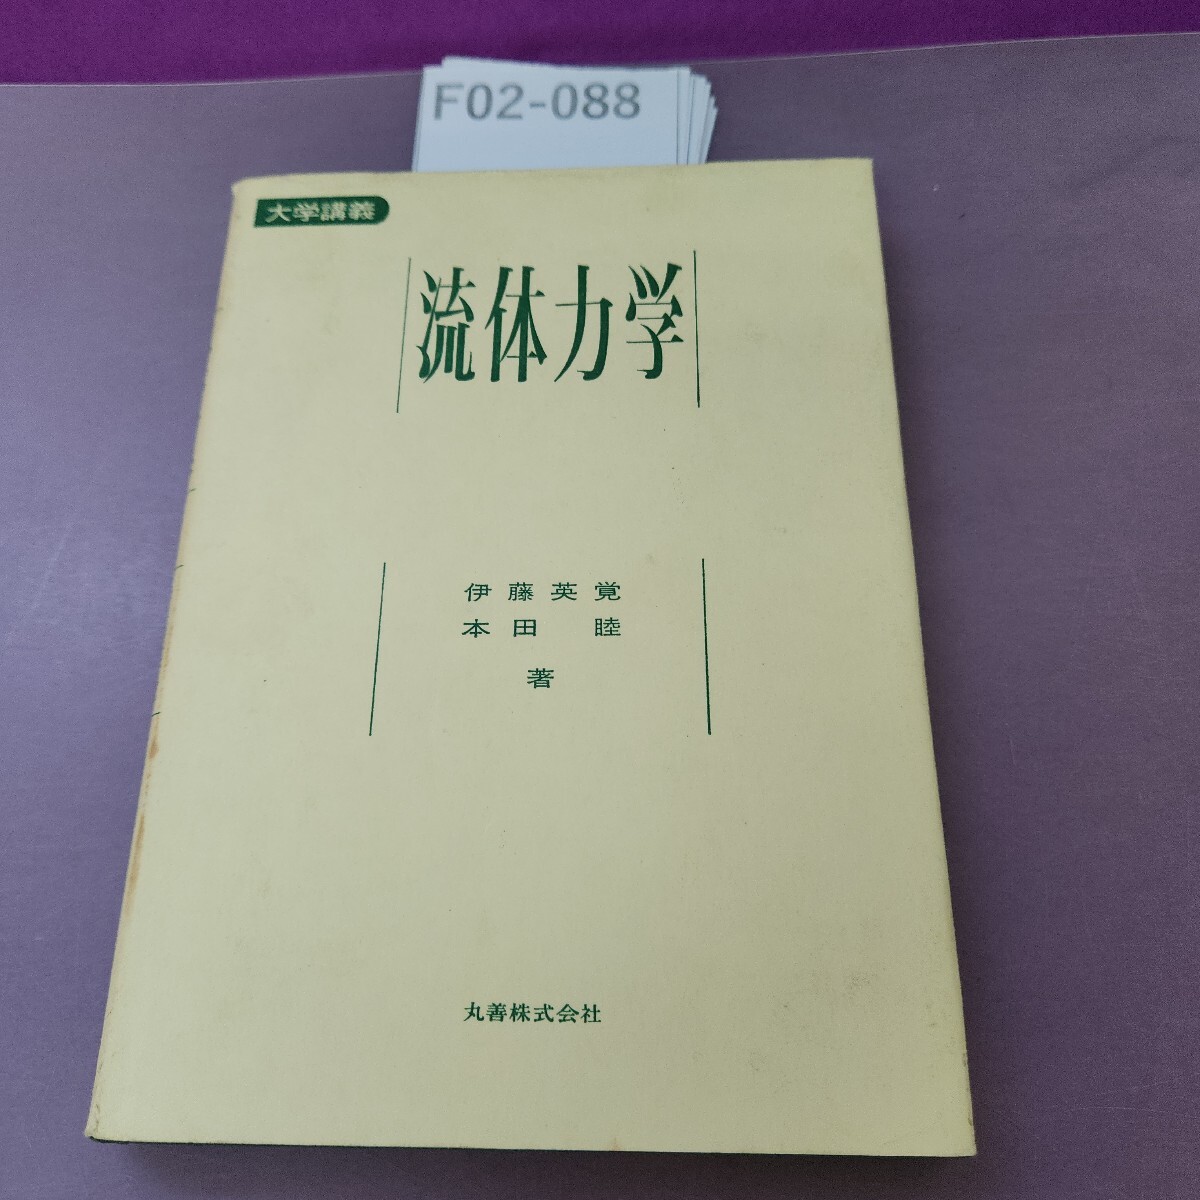 F02-088
大学講義
流体力学
伊藤英覚
本田 睦
著
丸善株式会社